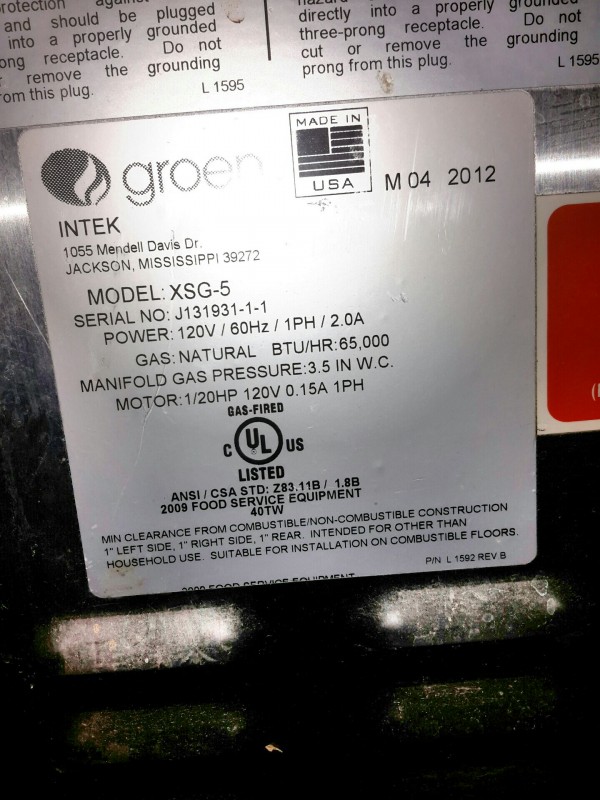 protection against
and should be plugged
into a properly grounded
ong receptacle. Do not
r remove the grounding
rom this plug.
L 1595
directly into a properly grounded
three-prong receptacle. Do not
cut or remove the grounding
prong from this plug.
L 1595
groen
MADE IN
USA
M 04 2012
INTEK
1055 Mendell Davis Dr.
JACKSON, MISSISSIPPI 39272
MODEL: XSG-5
SERIAL NO: J131931-1-1
POWER: 120V / 60Hz / 1PH / 2.0A
GAS: NATURAL BTU/HR:65,000
MANIFOLD GAS PRESSURE:3.5 IN W.C.
MOTOR:1/20HP 120V 0.15A 1PH
GAS-FIRED
C UL US
LISTED
ANSI / CSA STD: Z83.11B / 1.8B
2009 FOOD SERVICE EQUIPMENT
40TW
MIN CLEARANCE FROM COMBUSTIBLE/NON-COMBUSTIBLE CONSTRUCTION
1" LEFT SIDE, 1" RIGHT SIDE, 1" REAR. INTENDED FOR OTHER THAN
HOUSEHOLD USE. SUITABLE FOR INSTALLATION ON COMBUSTIBLE FLOORS.
P/N L 1592 REV B
2009 FOOD SERVICE EQUIPMENT